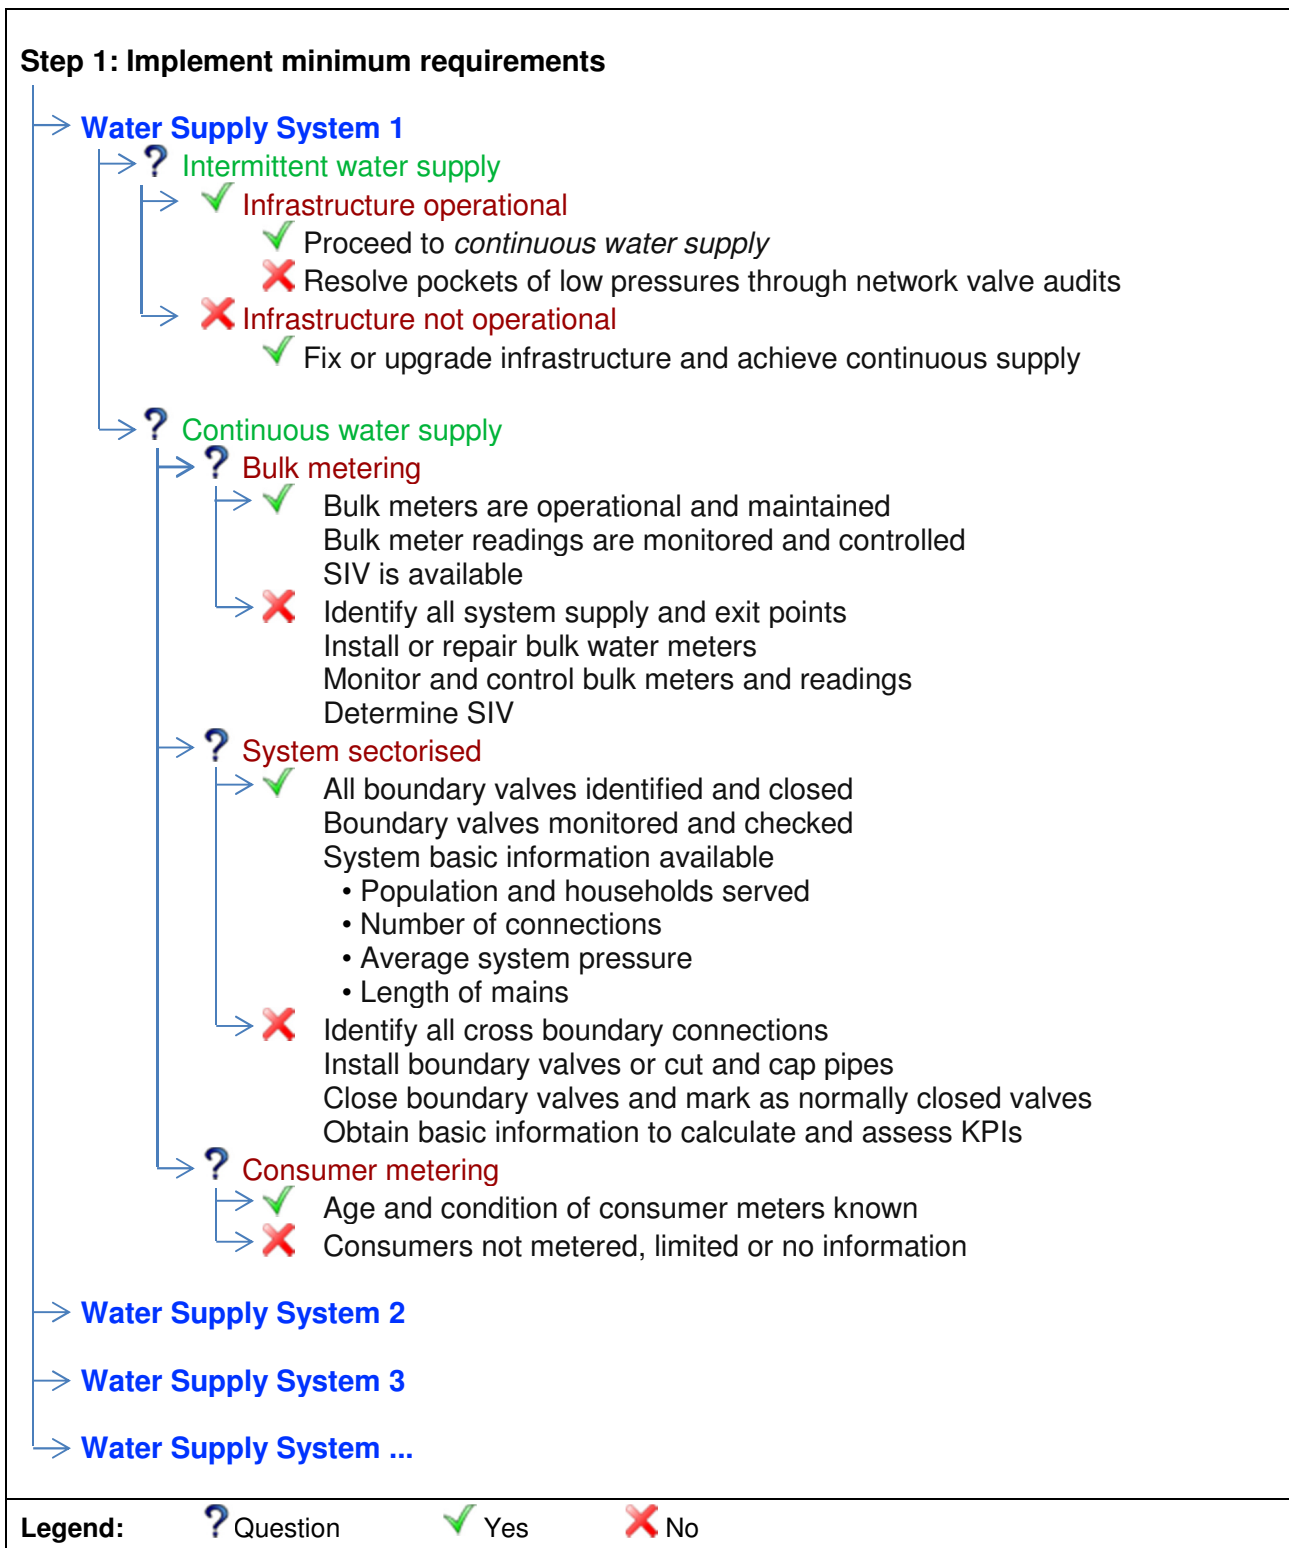 Step 1: Implement minimum requirements
Water Supply System 1
? Intermittent water supply
Infrastructure operational
Proceed to continuous water supply
Resolve pockets of low pressures through network valve audits
Infrastructure not operational
Fix or upgrade infrastructure and achieve continuous supply
? Continuous water supply
? Bulk metering
Bulk meters are operational and maintained
Bulk meter readings are monitored and controlled
SIV is available
Identify all system supply and exit points
Install or repair bulk water meters
Monitor and control bulk meters and readings
Determine SIV
? System sectorised
All boundary valves identified and closed
Boundary valves monitored and checked
System basic information available
• Population and households served
• Number of connections
• Average system pressure
• Length of mains
Identify all cross boundary connections
Install boundary valves or cut and cap pipes
Close boundary valves and mark as normally closed valves
Obtain basic information to calculate and assess KPIs
? Consumer metering
Age and condition of consumer meters known
Consumers not metered, limited or no information
Water Supply System 2
Water Supply System 3
Water Supply System ...
Legend: ? Question Yes No